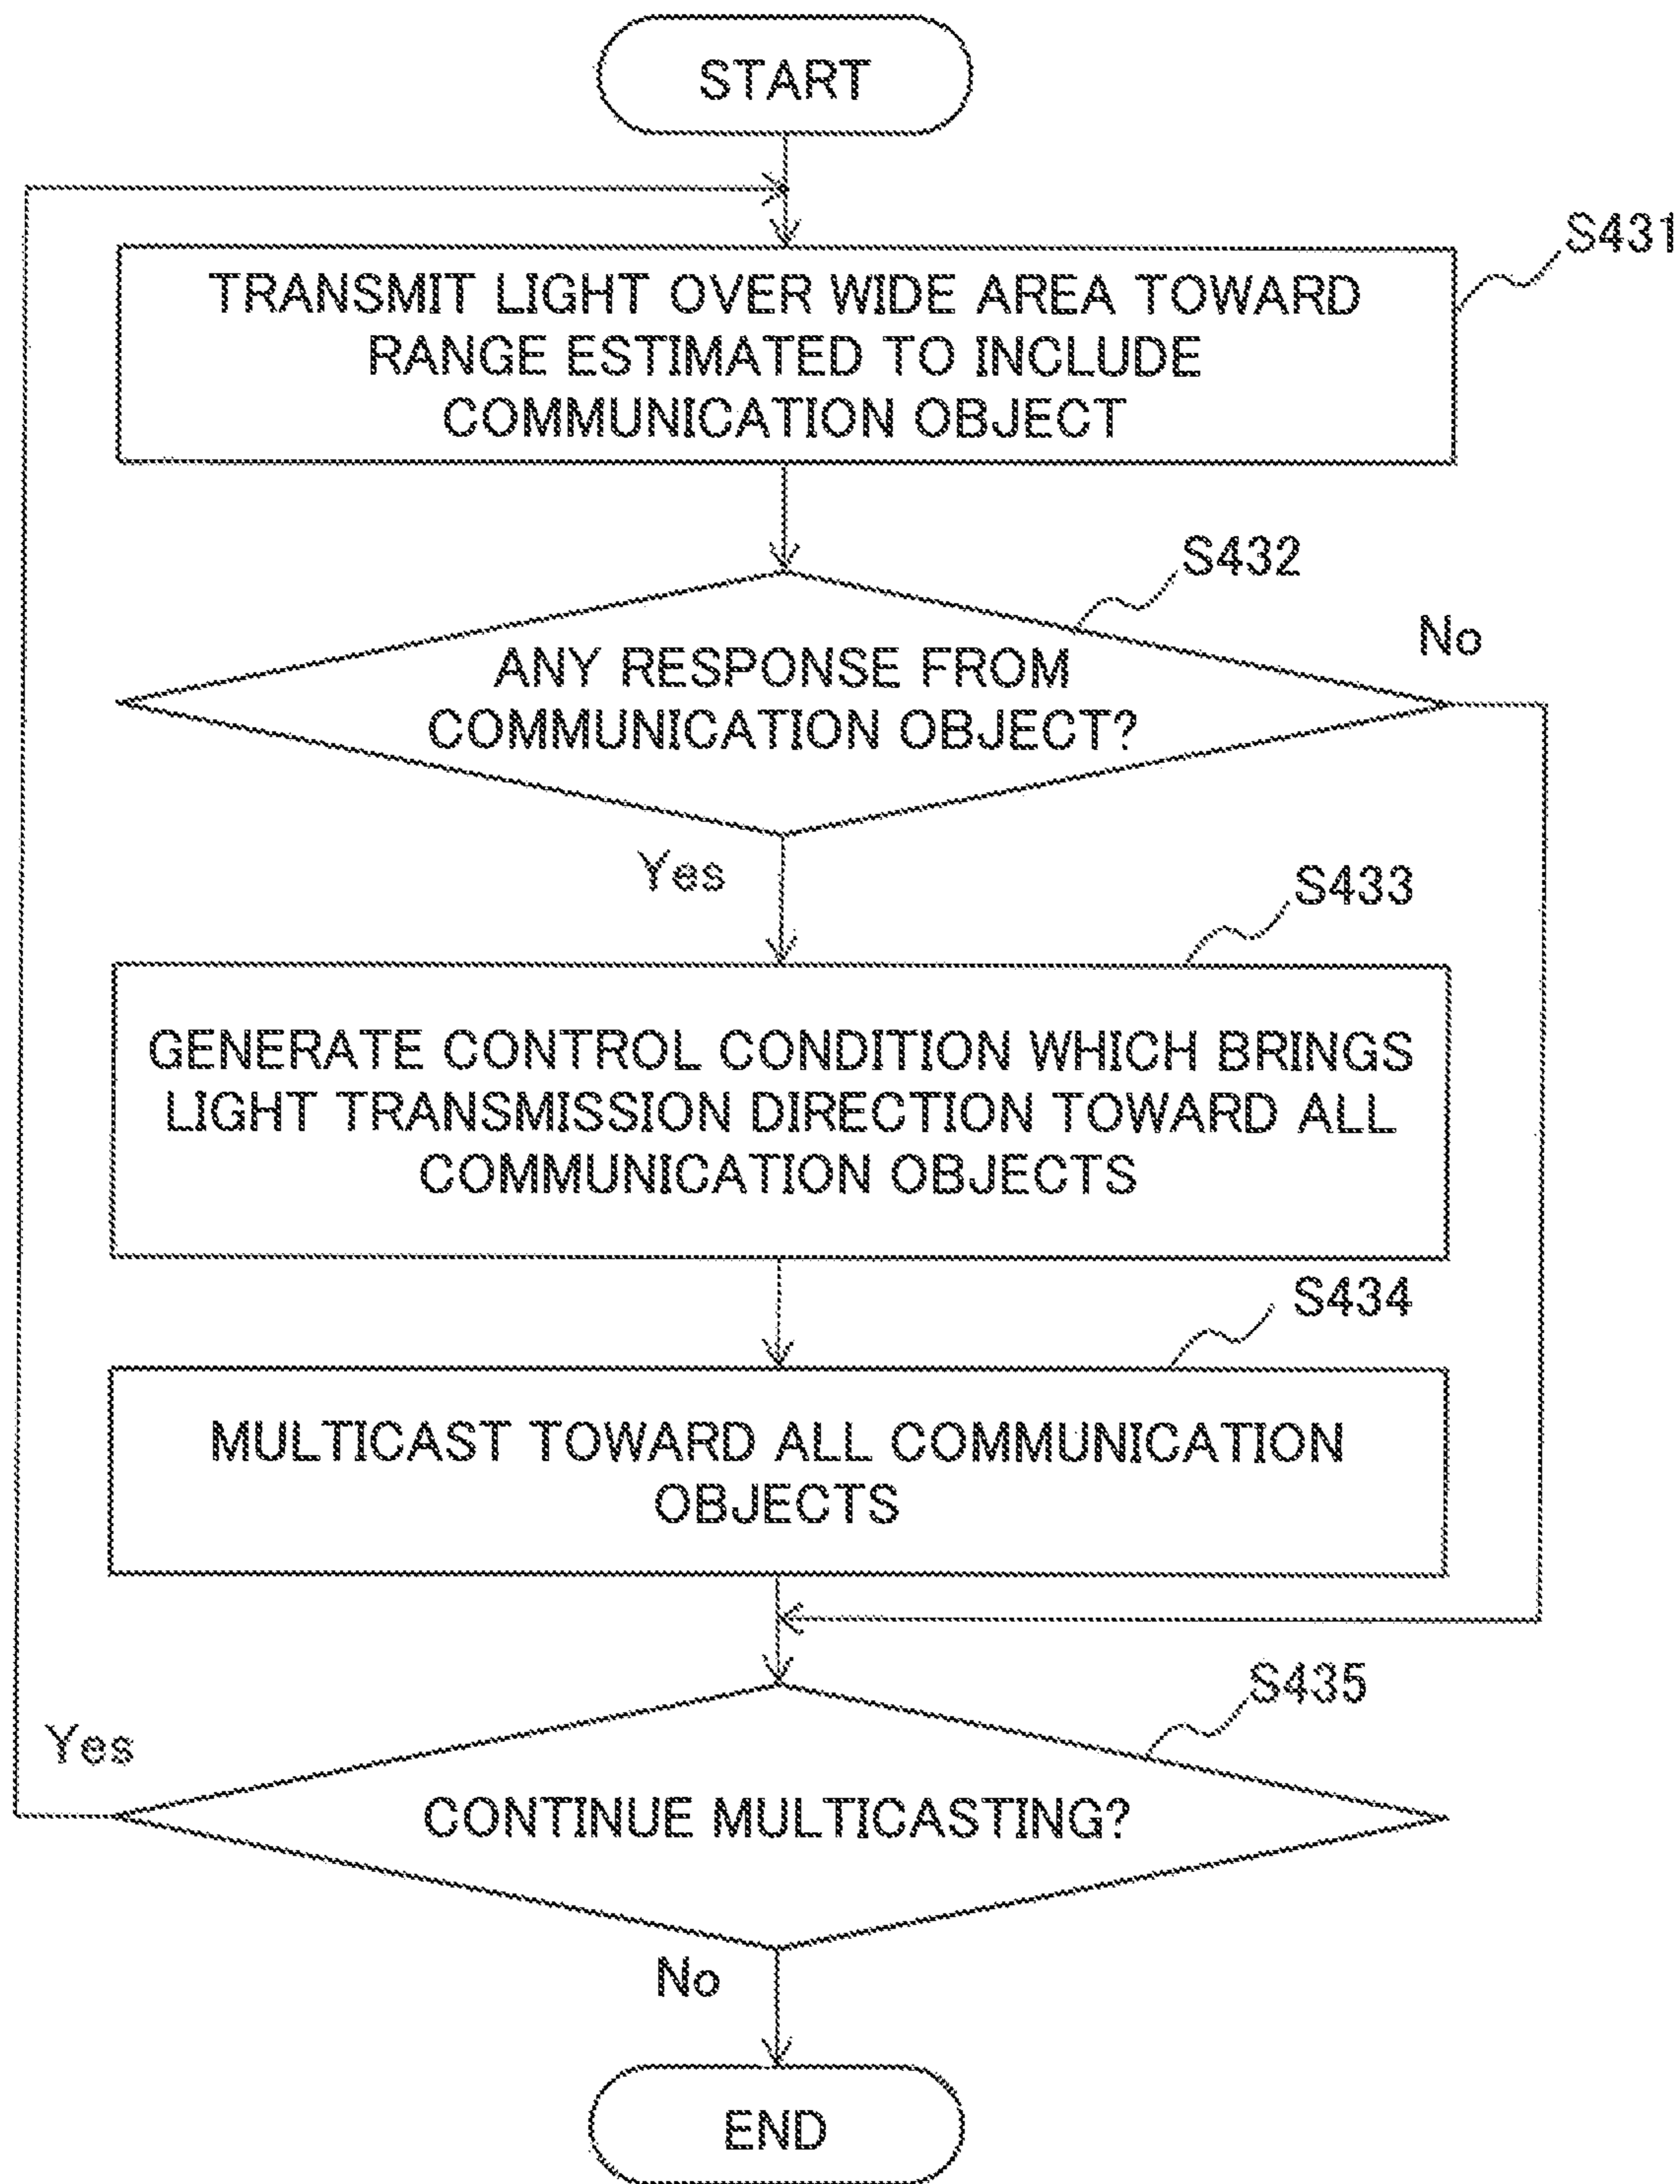 START
S431
TRANSMIT LIGHT OVER WIDE AREA TOWARD
RANGE ESTIMATED TO INCLUDE
COMMUNICATION OBJECT
S432
No
ANY RESPONSE FROM
COMMUNICATION OBJECT?
Yes
S433
GENERATE CONTROL CONDITION WHICH BRINGS
LIGHT TRANSMISSION DIRECTION TOWARD ALL
COMMUNICATION OBJECTS
S434
MULTICAST TOWARD ALL COMMUNICATION
OBJECTS
S435
Yes
CONTINUE MULTICASTING?
No
END